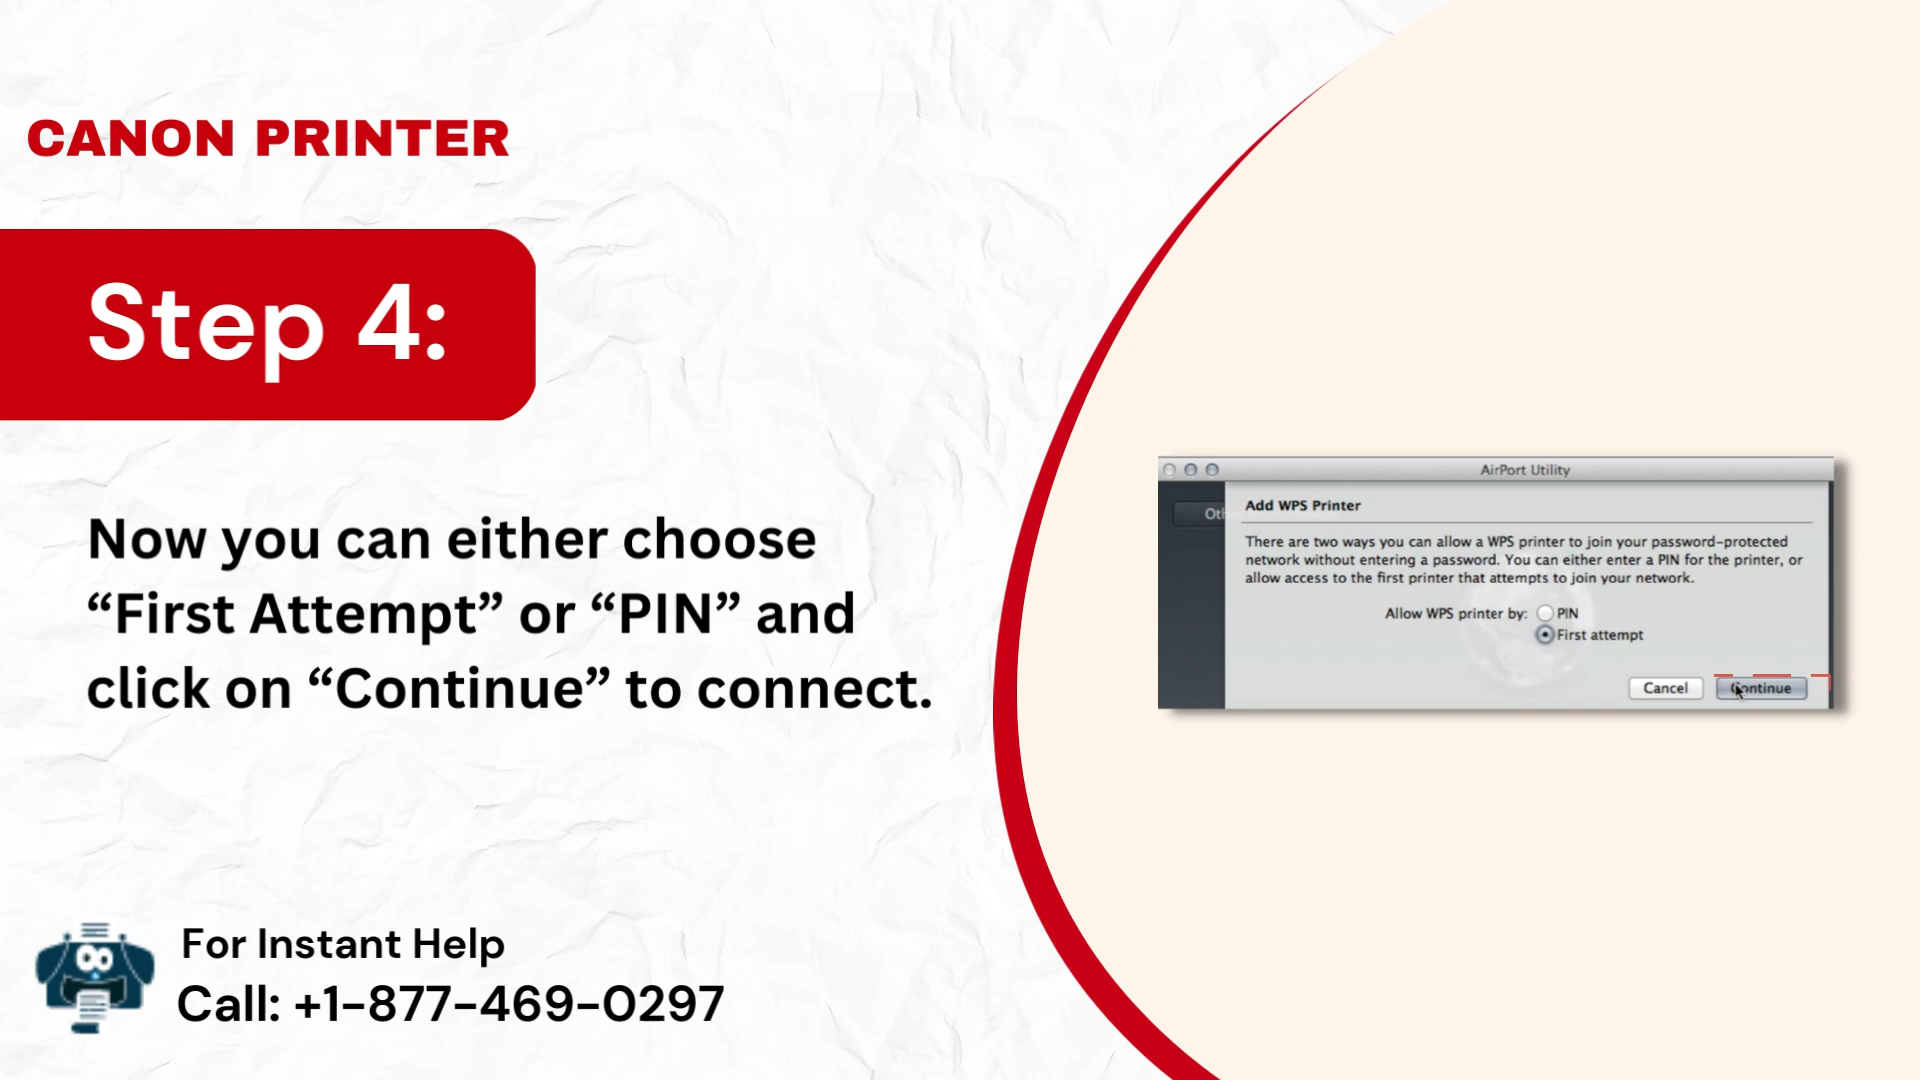 CANON PRINTER
Step 4:
Now you can either choose
“First Attempt” or “PIN” and
click on “Continue” to connect.
For Instant Help
Call: +1-877-469-0297
AirPort Utility
Add WPS Printer
There are two ways you can allow a WPS printer to join your password-protected
network without entering a password. You can either enter a PIN for the printer, or
allow access to the first printer that attempts to join your network.
Allow WPS printer by: PIN
First attempt
Cancel Continue